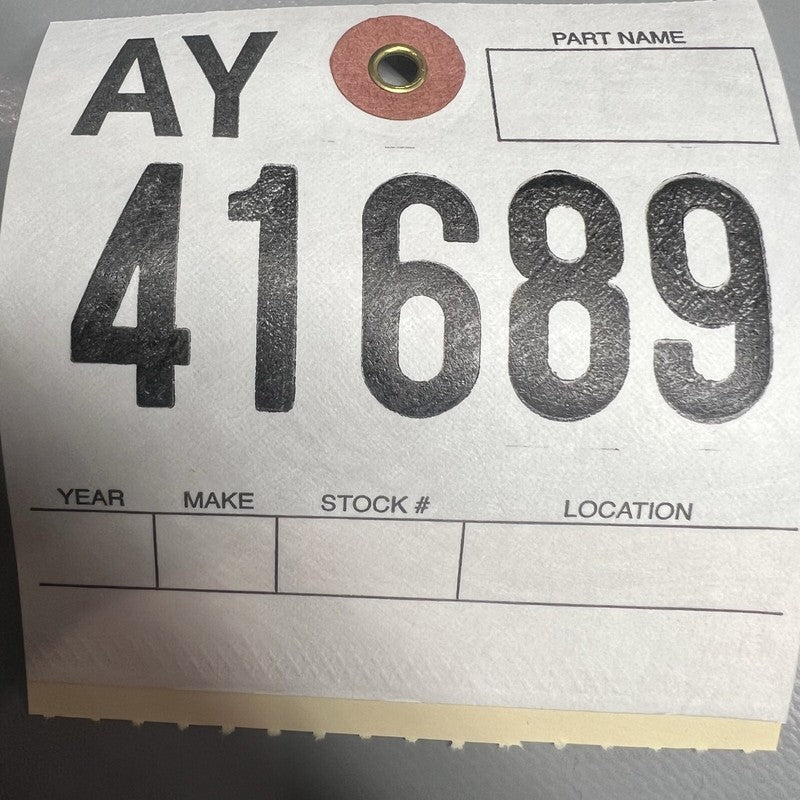 AY
PART NAME
41689
YEAR MAKE STOCK # LOCATION